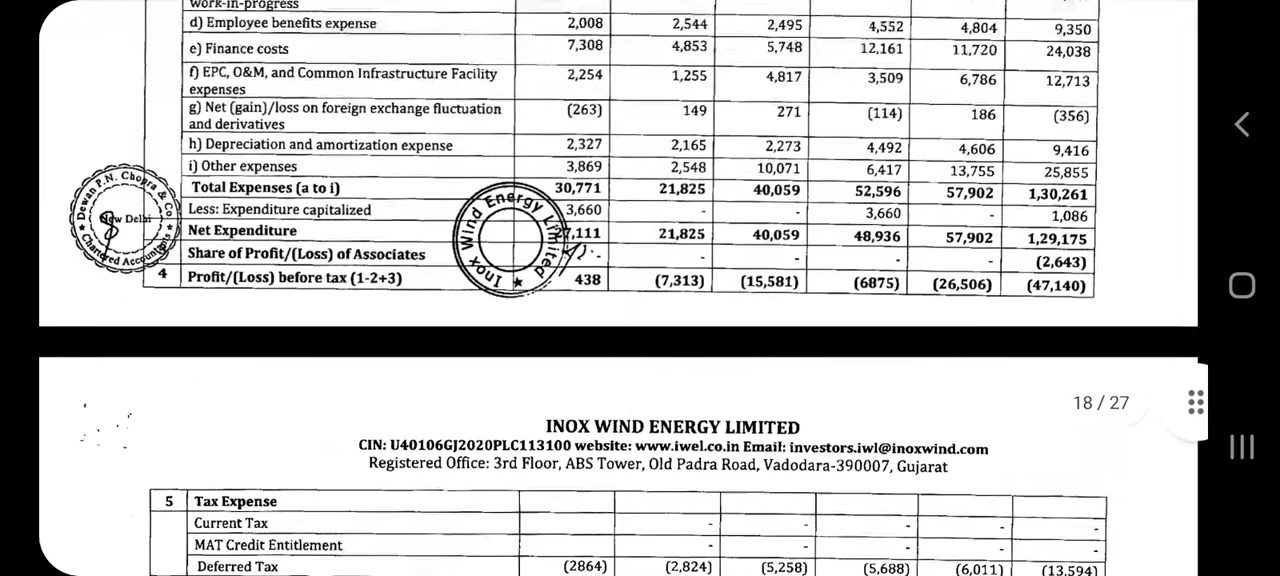 work-in-progress
d) Employee benefits expense 2,008 2,544 2,495 4,552 4,804 9,350
e) Finance costs 7,308 4,853 5,748 12,161 11,720 24,038
f) EPC, O&M, and Common Infrastructure Facility expenses 2,254 1,255 4,817 3,509 6,786 12,713
g) Net (gain)/loss on foreign exchange fluctuation and derivatives (263) 149 271 (114) 186 (356)
h) Depreciation and amortization expense 2,327 2,165 2,273 4,492 4,606 9,416
i) Other expenses 3,869 2,548 10,071 6,417 13,755 25,855
Total Expenses (a to i) 30,771 21,825 40,059 52,596 57,902 1,30,261
Less: Expenditure capitalized 3,660 - - 3,660 - 1,086
Net Expenditure 7,111 21,825 40,059 48,936 57,902 1,29,175
Share of Profit/(Loss) of Associates - - - - - (2,643)
4 Profit/(Loss) before tax (1-2+3) 438 (7,313) (15,581) (6875) (26,506) (47,140)
Dewan P.N. Chopra & Co
New Delhi
Chartered Accountants
Inox Wind Energy Limited
18 / 27
INOX WIND ENERGY LIMITED
CIN: U40106GJ2020PLC113100 website: www.iwel.co.in Email: investors.iwl@inoxwind.com
Registered Office: 3rd Floor, ABS Tower, Old Padra Road, Vadodara-390007, Gujarat
5 Tax Expense
Current Tax - - - - -
MAT Credit Entitlement - - - - -
Deferred Tax (2864) (2,824) (5,258) (5,688) (6,011) (13,594)